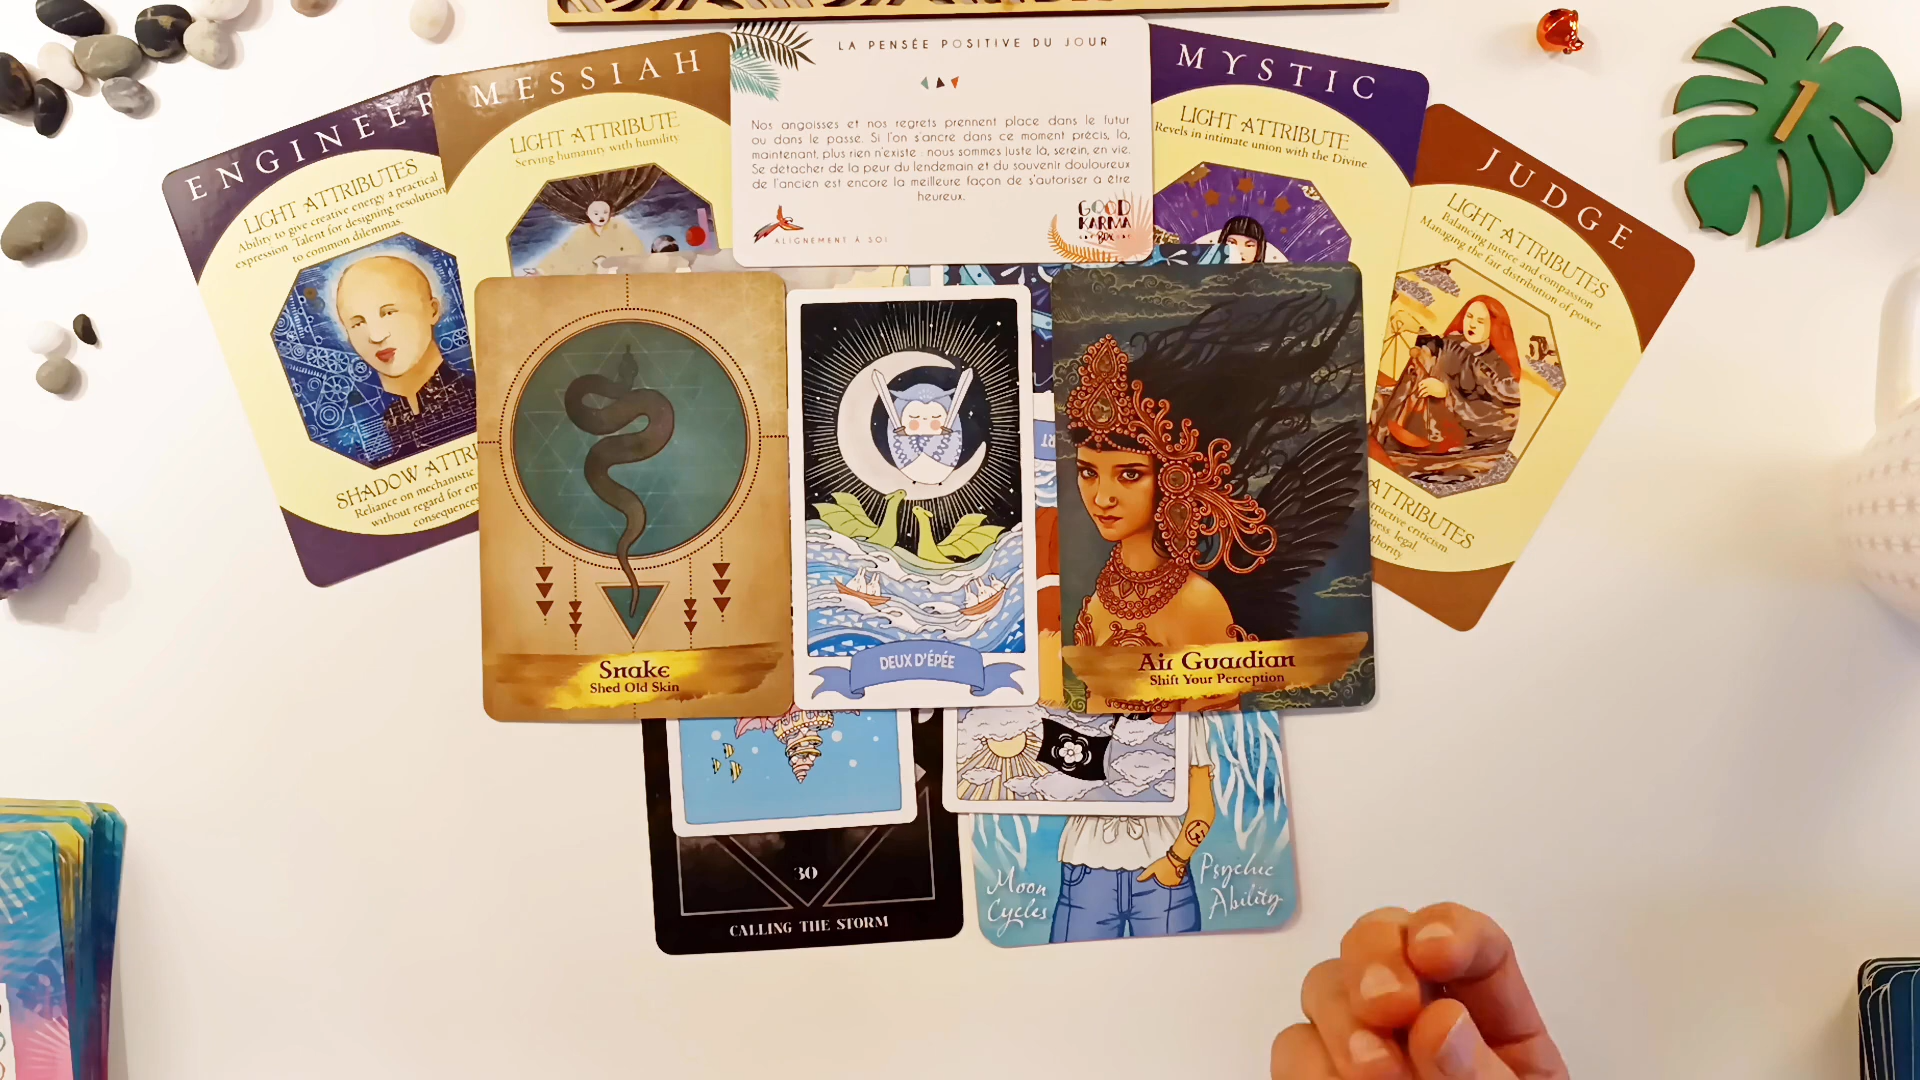 ENGINEER
LIGHT ATTRIBUTES
Ability to give creative energy a practical
expression. Talent for designing resolutions
to common dilemmas.
SHADOW ATTRI
Reliance on mechanistic
without regard for
consequences
MESSIAH
LIGHT ATTRIBUTE
Serving humanity with humility.
LA PENSÉE POSITIVE DU JOUR
Nos angoisses et nos regrets prennent place dans le futur
ou dans le passé. Si l'on s'ancre dans ce moment précis, là,
maintenant, plus rien n'existe : nous sommes juste là, serein, en vie.
Se détacher de la peur du lendemain et du souvenir douloureux
de l'ancien est encore la meilleure façon de s'autoriser à être
heureux.
ALIGNEMENT À SOI
GOOD
KARMA
BOX
MYSTIC
LIGHT ATTRIBUTE
Revels in intimate union with the Divine.
JUDGE
LIGHT ATTRIBUTES
Balancing justice and compassion
Managing the fair distribution of power
ATTRIBUTES
criticism
legal
1
Snake
Shed Old Skin
DEUX D'ÉPÉE
Air Guardian
Shift Your Perception
30
CALLING THE STORM
Moon
Cycles
Psychic
Ability